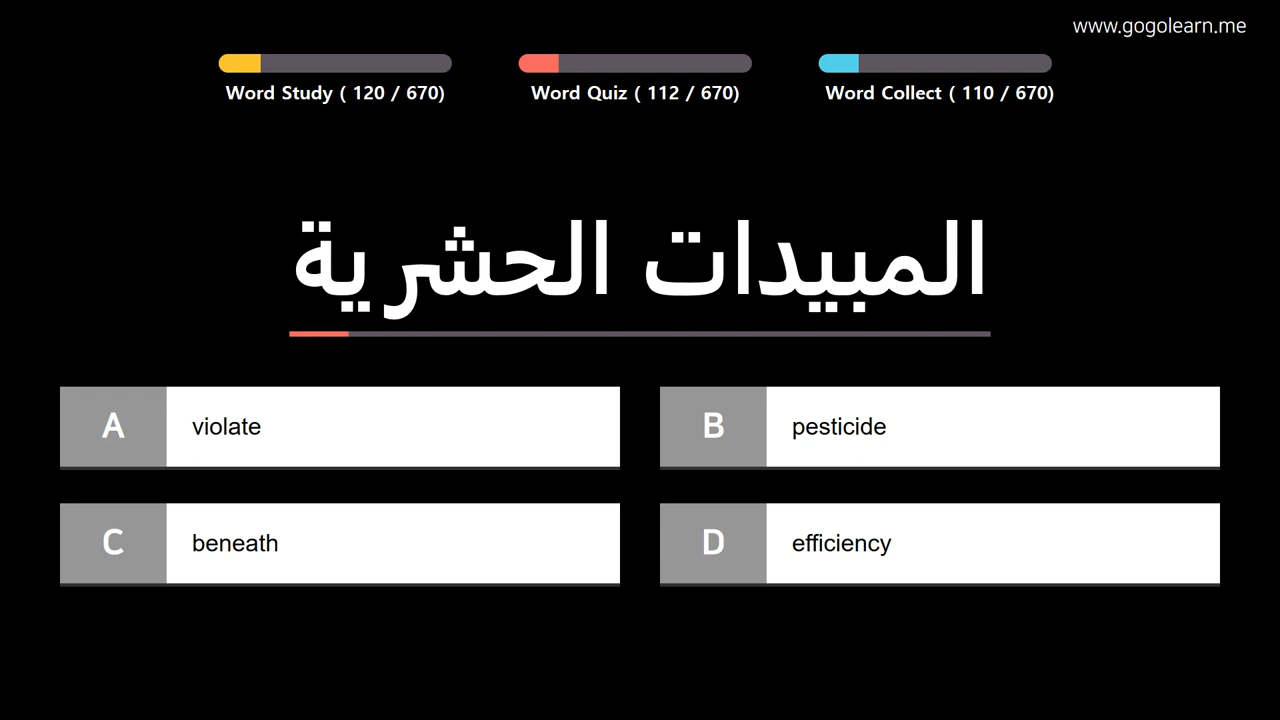 www.gogolearn.me
Word Study ( 120 / 670)
Word Quiz ( 112 / 670)
Word Collect ( 110 / 670)
المبيدات الحشرية
A violate
B pesticide
C beneath
D efficiency